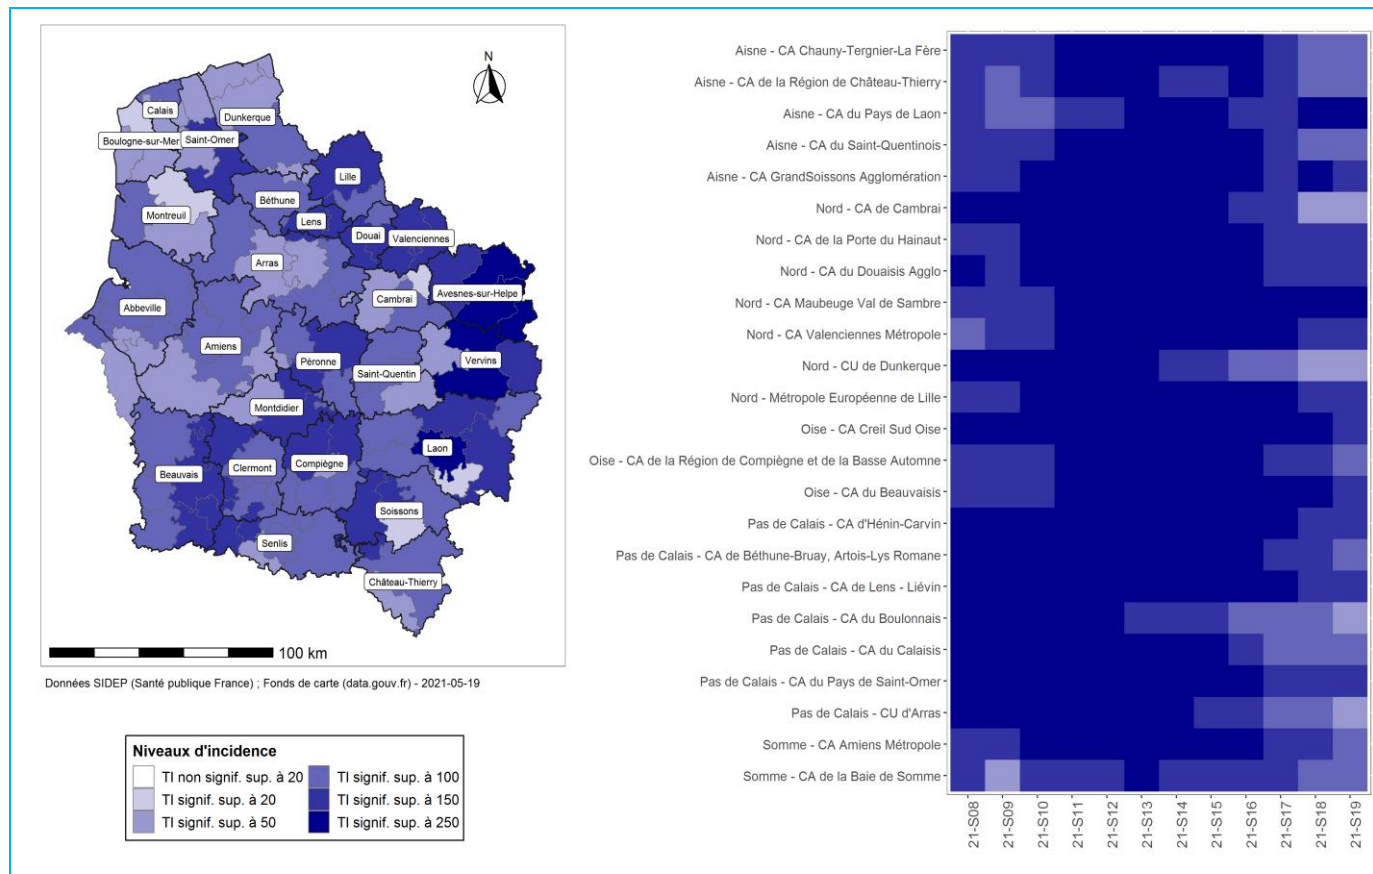 N
Calais
Dunkerque
Boulogne-sur-Mer
Saint-Omer
Lille
Béthune
Montreuil
Lens
Douai
Valenciennes
Arras
Avesnes-sur-Helpe
Cambrai
Abbeville
Amiens
Péronne
Vervins
Saint-Quentin
Montdidier
Laon
Clermont
Compiègne
Beauvais
Soissons
Senlis
Château-Thierry
100 km
Données SIDEP (Santé publique France) ; Fonds de carte (data.gouv.fr) - 2021-05-19
Niveaux d'incidence
TI non signif. sup. à 20
TI signif. sup. à 20
TI signif. sup. à 50
TI signif. sup. à 100
TI signif. sup. à 150
TI signif. sup. à 250
Aisne - CA Chauny-Tergnier-La Fère
Aisne - CA de la Région de Château-Thierry
Aisne - CA du Pays de Laon
Aisne - CA du Saint-Quentinois
Aisne - CA GrandSoissons Agglomération
Nord - CA de Cambrai
Nord - CA de la Porte du Hainaut
Nord - CA du Douaisis Agglo
Nord - CA Maubeuge Val de Sambre
Nord - CA Valenciennes Métropole
Nord - CU de Dunkerque
Nord - Métropole Européenne de Lille
Oise - CA Creil Sud Oise
Oise - CA de la Région de Compiègne et de la Basse Automne
Oise - CA du Beauvaisis
Pas de Calais - CA d'Hénin-Carvin
Pas de Calais - CA de Béthune-Bruay, Artois-Lys Romane
Pas de Calais - CA de Lens - Liévin
Pas de Calais - CA du Boulonnais
Pas de Calais - CA du Calaisis
Pas de Calais - CA du Pays de Saint-Omer
Pas de Calais - CU d'Arras
Somme - CA Amiens Métropole
Somme - CA de la Baie de Somme
21-S08
21-S09
21-S10
21-S11
21-S12
21-S13
21-S14
21-S15
21-S16
21-S17
21-S18
21-S19